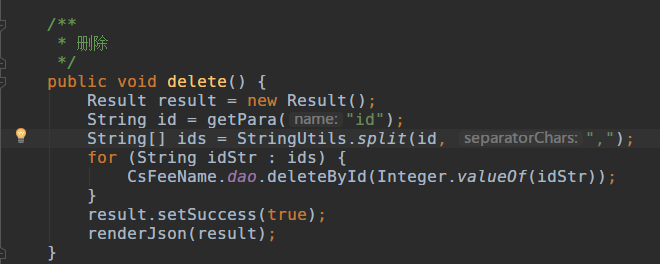 /**
 * 删除
 */
public void delete() {
    Result result = new Result();
    String id = getPara( name: "id");
    String[] ids = StringUtils.split(id, separatorChars: ",");
    for (String idStr : ids) {
        CsFeeName.dao.deleteById(Integer.valueOf(idStr));
    }
    result.setSuccess(true);
    renderJson(result);
}